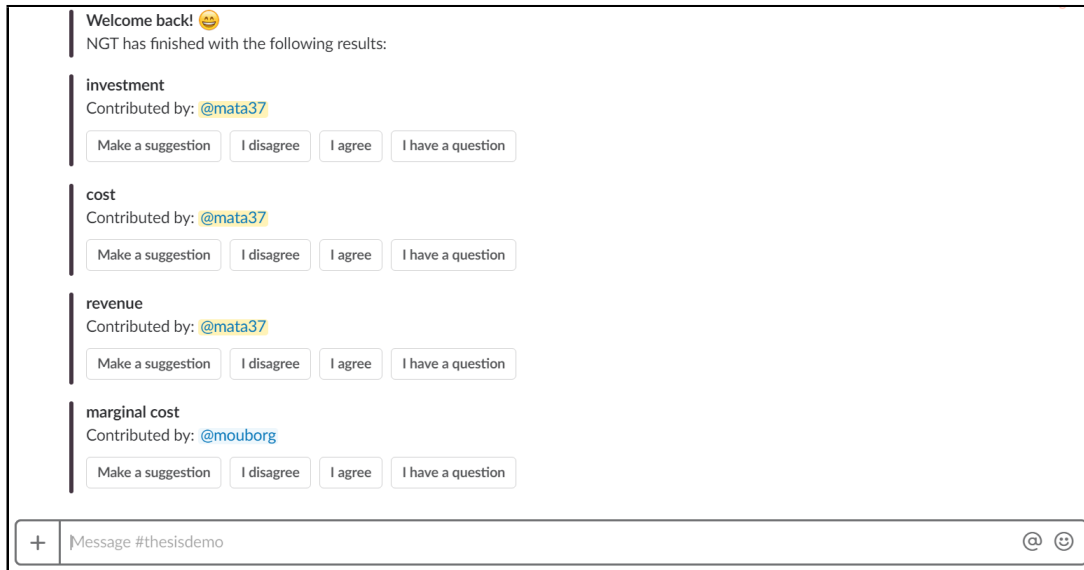 Welcome back! 😄
NGT has finished with the following results:
investment
Contributed by: @mata37
Make a suggestion I disagree I agree I have a question
cost
Contributed by: @mata37
Make a suggestion I disagree I agree I have a question
revenue
Contributed by: @mata37
Make a suggestion I disagree I agree I have a question
marginal cost
Contributed by: @mouborg
Make a suggestion I disagree I agree I have a question
+ Message #thesisdemo @